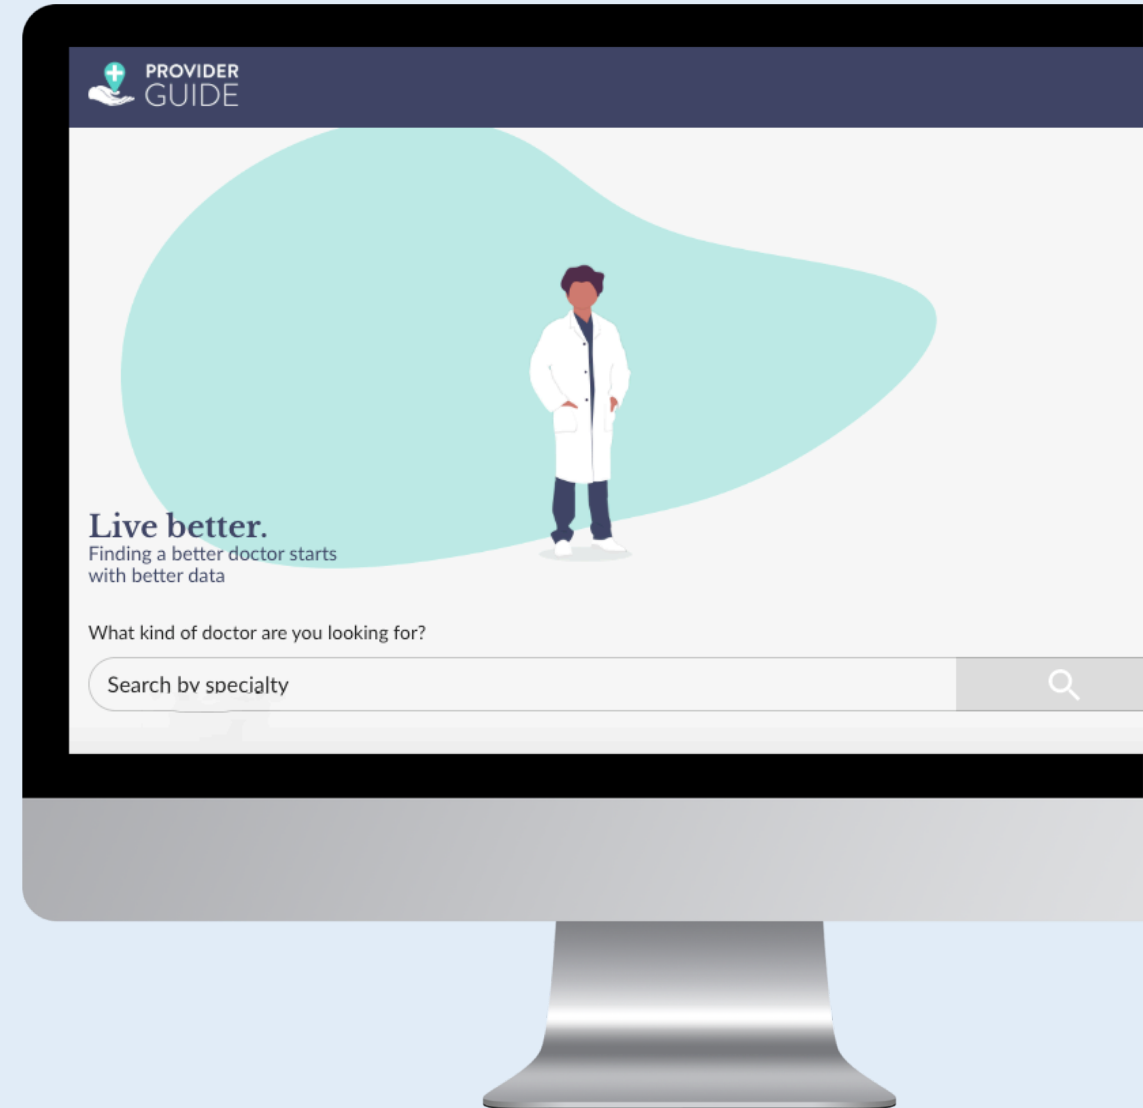 PROVIDER
GUIDE
Live better.
Finding a better doctor starts
with better data
What kind of doctor are you looking for?
Search by specialty